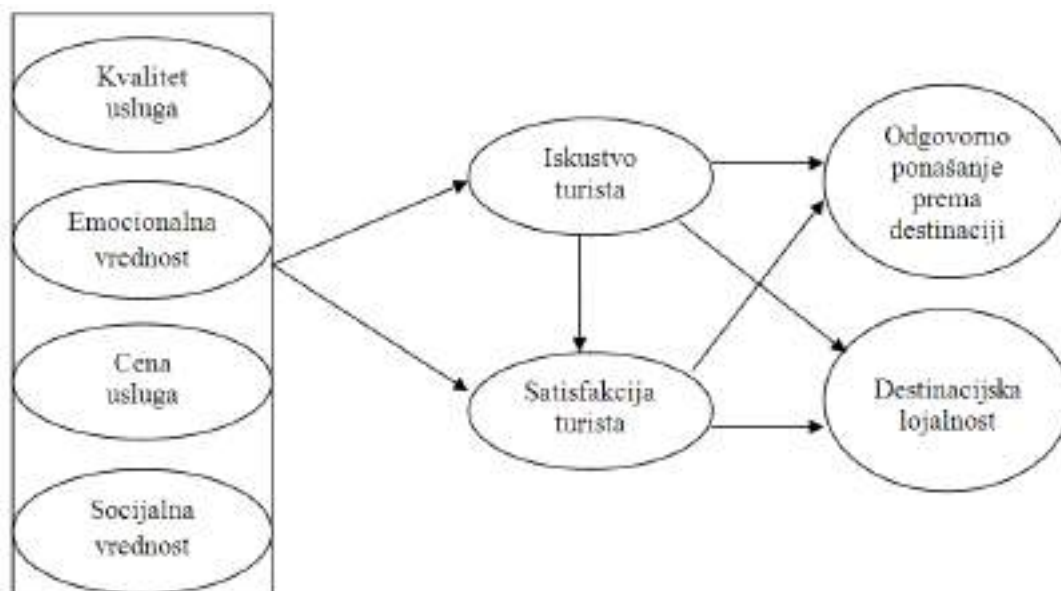 Kvalitet
usluga
Emocionalna
vrednost
Cena
usluga
Socijalna
vrednost
Iskustvo
turista
Satisfakcija
turista
Odgovorno
ponašanje
prema
destinaciji
Destinacijska
lojalnost